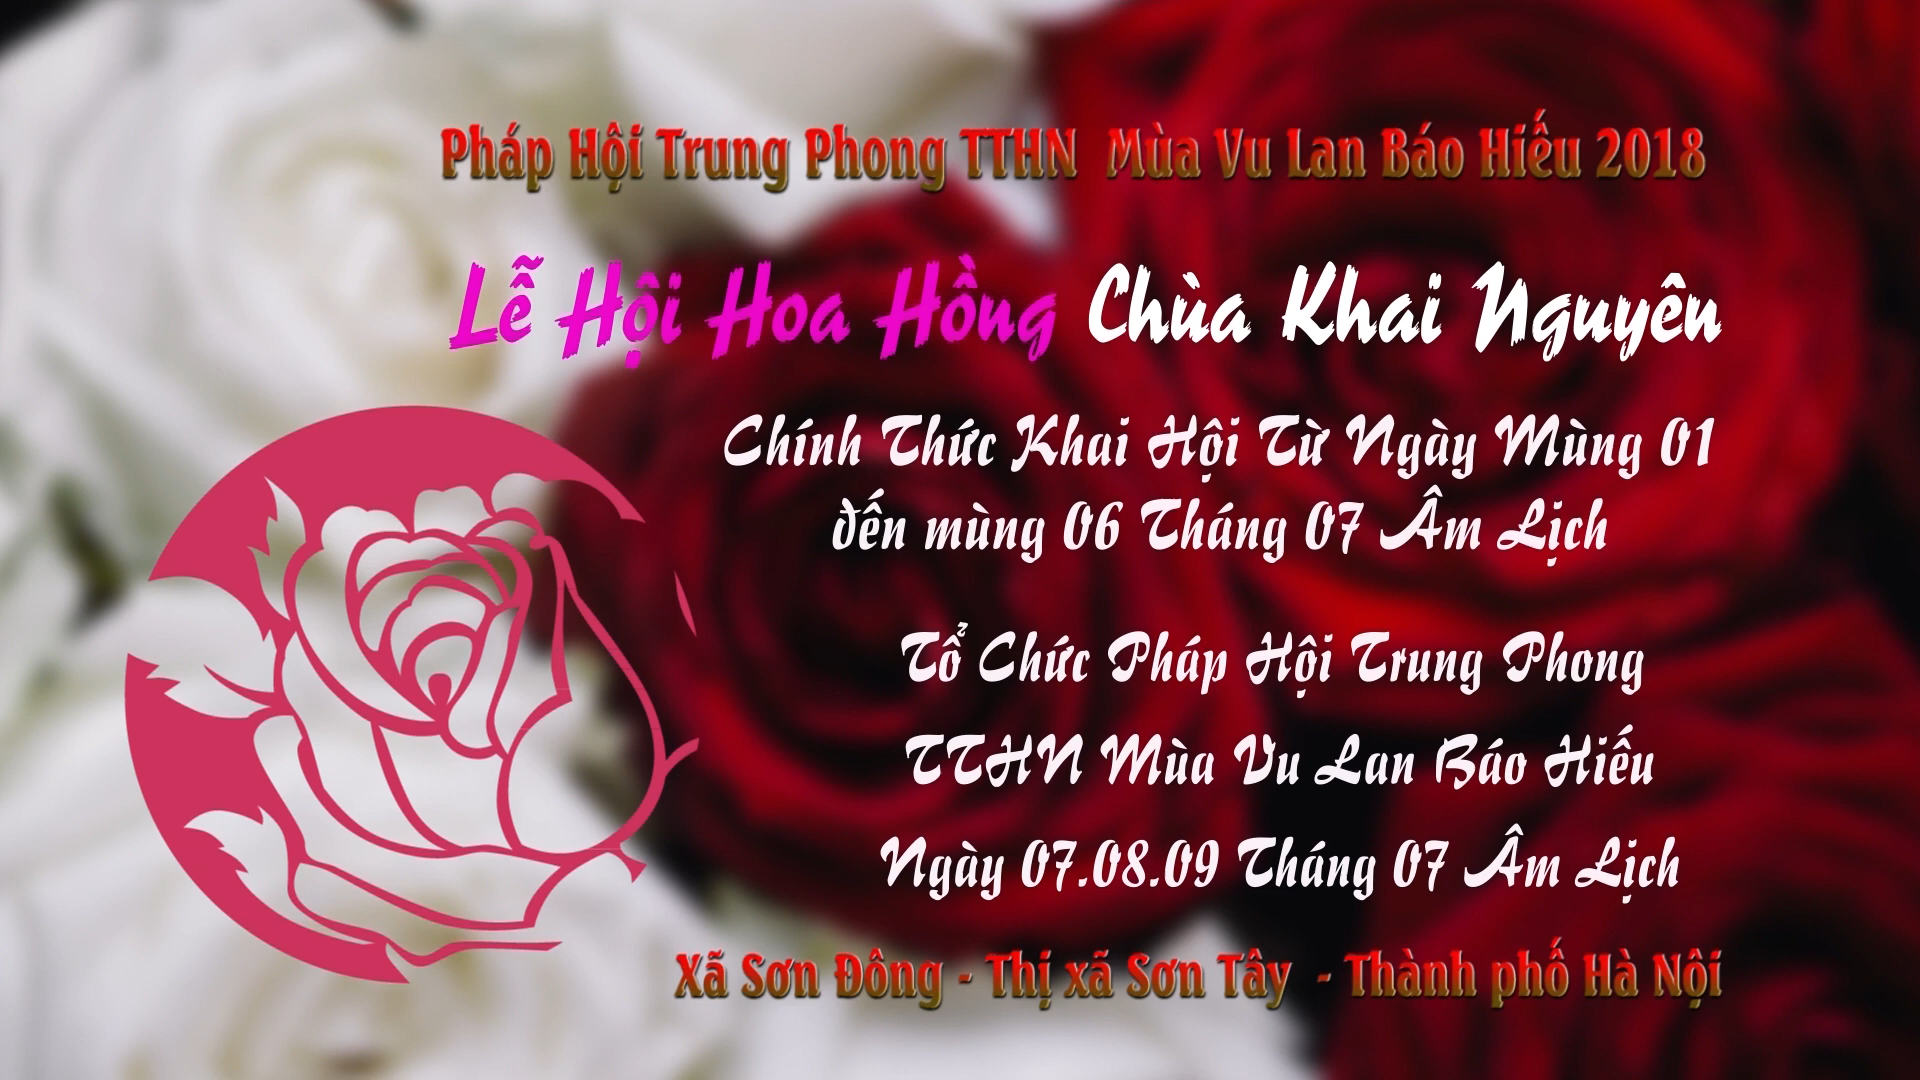 Pháp Hội Trung Phong TTHN Mùa Vu Lan Báo Hiếu 2018
Lễ Hội Hoa Hồng Chùa Khai Nguyên
Chính Thức Khai Hội Từ Ngày Mùng 01
đến mùng 06 Tháng 07 Âm Lịch
Tổ Chức Pháp Hội Trung Phong
TTHN Mùa Vu Lan Báo Hiếu
Ngày 07.08.09 Tháng 07 Âm Lịch
Xã Sơn Đông - Thị xã Sơn Tây - Thành phố Hà Nội